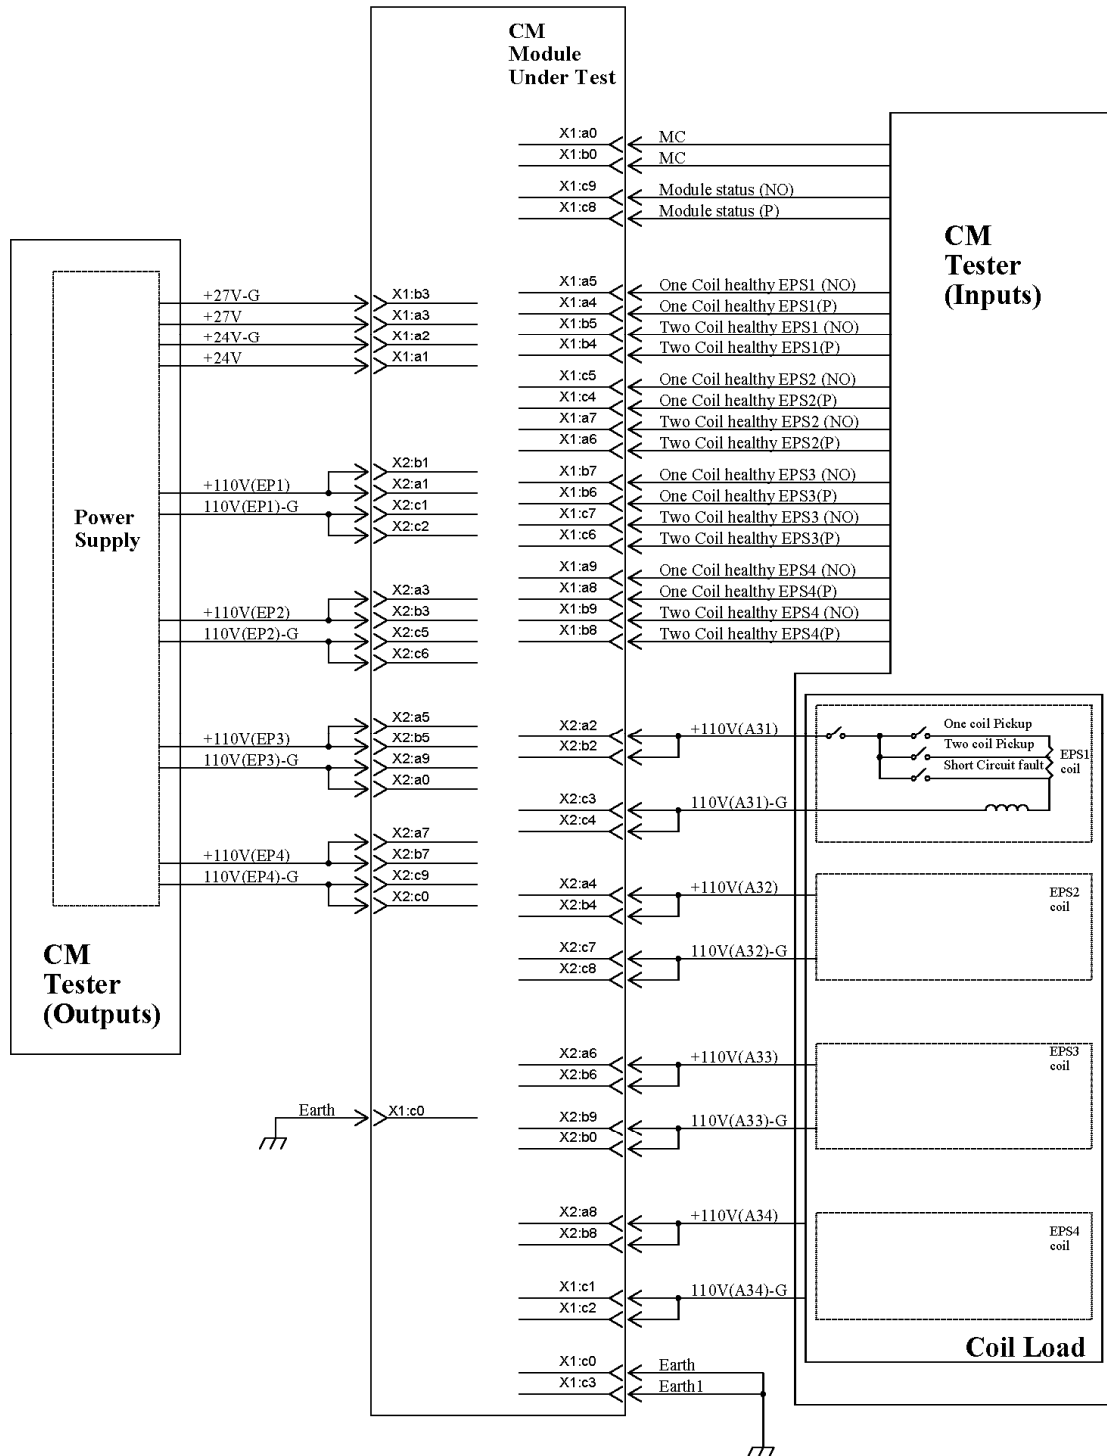 CM
Module
Under Test
X1:a0
MC
X1:b0
MC
X1:c9
Module status (NO)
X1:c8
Module status (P)
CM
Tester
(Inputs)
X1:a5
One Coil healthy EPS1 (NO)
X1:a4
One Coil healthy EPS1(P)
X1:b5
Two Coil healthy EPS1 (NO)
X1:b4
Two Coil healthy EPS1(P)
X1:c5
One Coil healthy EPS2 (NO)
X1:c4
One Coil healthy EPS2(P)
X1:a7
Two Coil healthy EPS2 (NO)
X1:a6
Two Coil healthy EPS2(P)
X1:b7
One Coil healthy EPS3 (NO)
X1:b6
One Coil healthy EPS3(P)
X1:c7
Two Coil healthy EPS3 (NO)
X1:c6
Two Coil healthy EPS3(P)
X1:a9
One Coil healthy EPS4 (NO)
X1:a8
One Coil healthy EPS4(P)
X1:b9
Two Coil healthy EPS4 (NO)
X1:b8
Two Coil healthy EPS4(P)
+27V-G
X1:b3
+27V
X1:a3
+24V-G
X1:a2
+24V
X1:a1
X2:b1
+110V(EP1)
X2:a1
110V(EP1)-G
X2:c1
X2:c2
Power
Supply
X2:a3
+110V(EP2)
X2:b3
110V(EP2)-G
X2:c5
X2:c6
X2:a5
+110V(EP3)
X2:b5
110V(EP3)-G
X2:a9
X2:a0
X2:a7
+110V(EP4)
X2:b7
110V(EP4)-G
X2:c9
X2:c0
CM
Tester
(Outputs)
Earth
X1:c0
X2:a2
+110V(A31)
X2:b2
One coil Pickup
Two coil Pickup
Short Circuit fault
EPS1
coil
X2:c3
110V(A31)-G
X2:c4
X2:a4
+110V(A32)
X2:b4
EPS2
coil
X2:c7
110V(A32)-G
X2:c8
X2:a6
+110V(A33)
X2:b6
EPS3
coil
X2:b9
110V(A33)-G
X2:b0
X2:a8
+110V(A34)
X2:b8
EPS4
coil
X1:c1
110V(A34)-G
X1:c2
Coil Load
X1:c0
Earth
X1:c3
Earth1